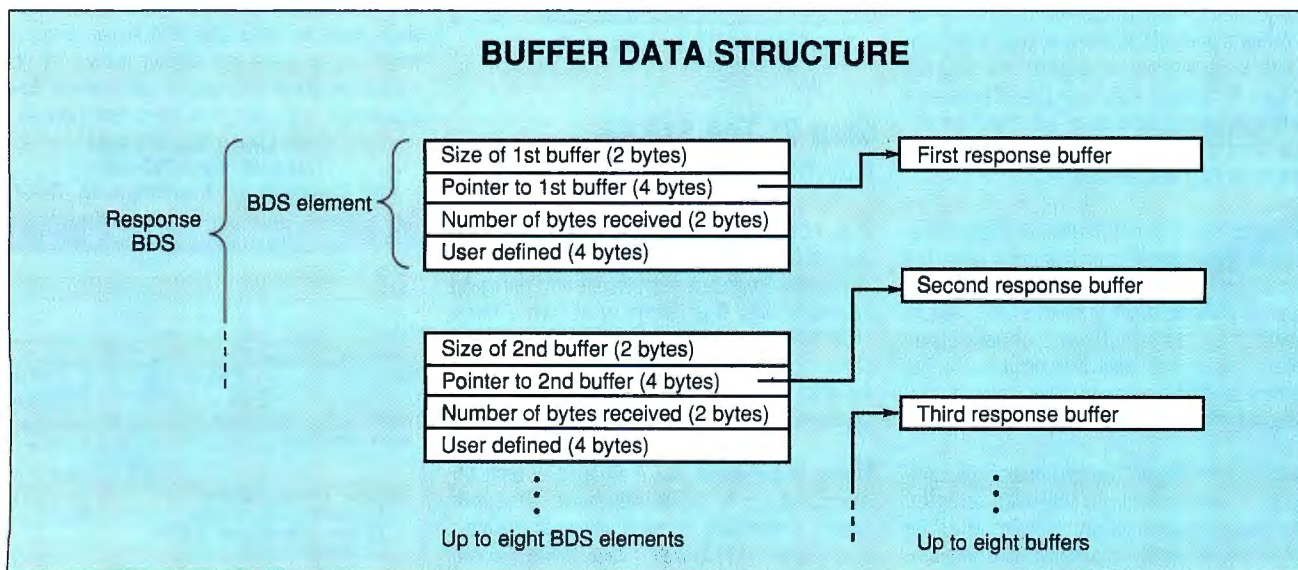 BUFFER DATA STRUCTURE
Response
BDS
BDS element
Size of 1st buffer (2 bytes)
Pointer to 1st buffer (4 bytes)
Number of bytes received (2 bytes)
User defined (4 bytes)
First response buffer
Second response buffer
Size of 2nd buffer (2 bytes)
Pointer to 2nd buffer (4 bytes)
Number of bytes received (2 bytes)
User defined (4 bytes)
Third response buffer
Up to eight BDS elements
Up to eight buffers